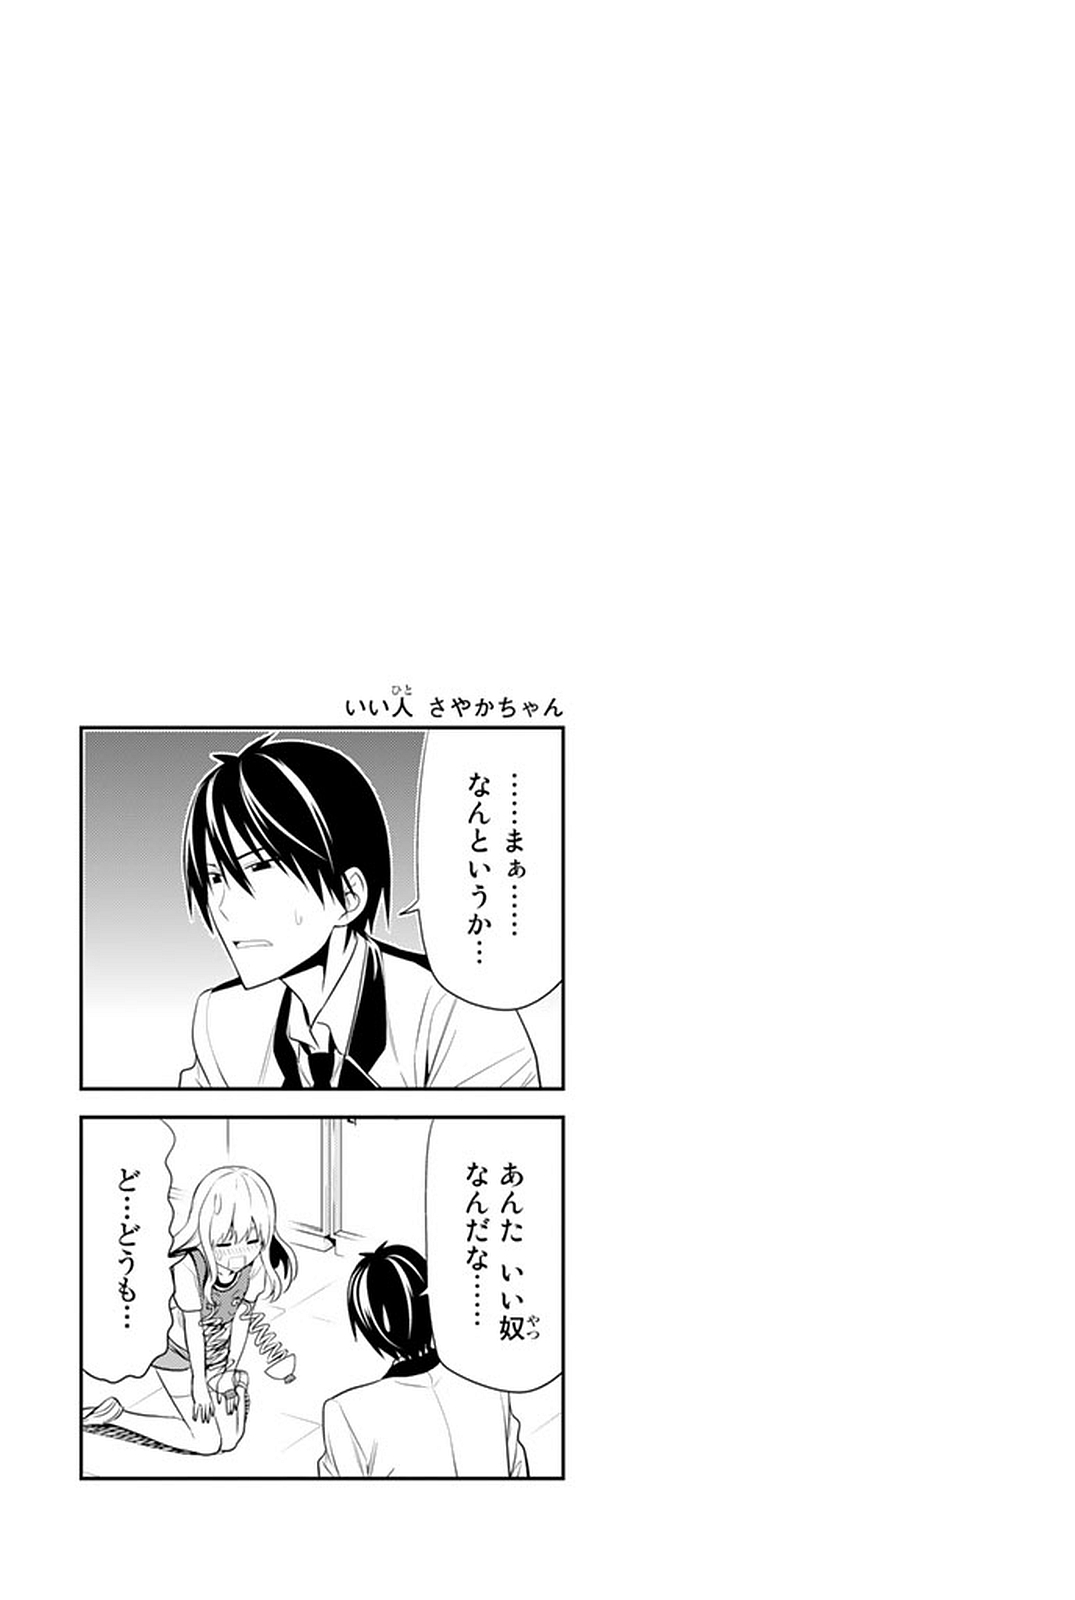 いい人 さやかちゃん
……まぁ……
なんというか…
あんた いい奴
なんだな……
ど…どうも…